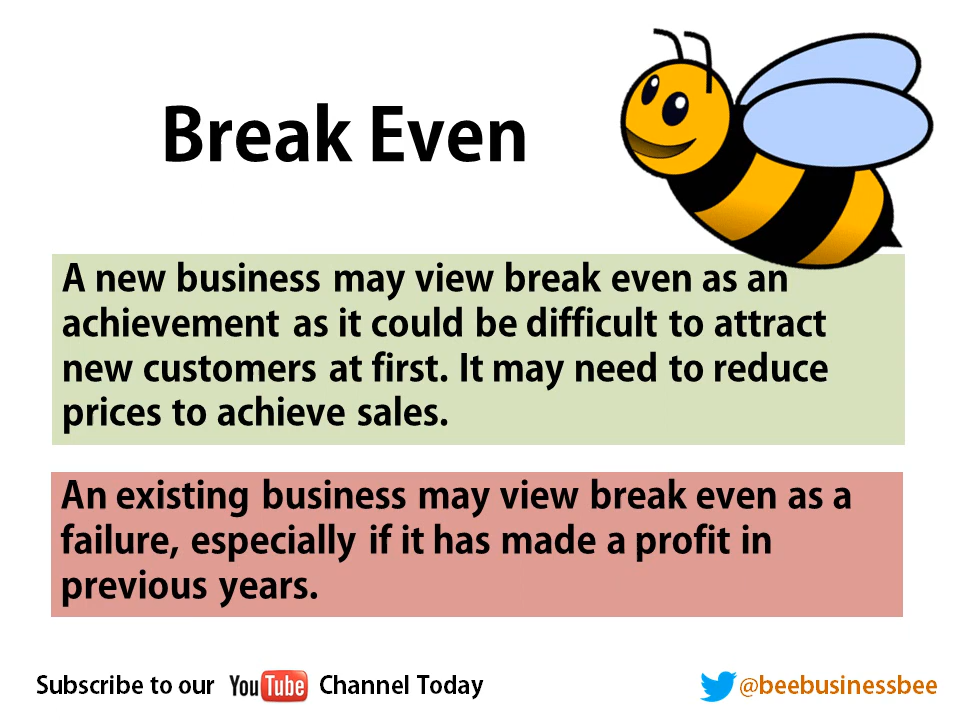 Break Even
A new business may view break even as an
achievement as it could be difficult to attract
new customers at first. It may need to reduce
prices to achieve sales.
An existing business may view break even as a
failure, especially if it has made a profit in
previous years.
Subscribe to our YouTube Channel Today
@beebusinessbee